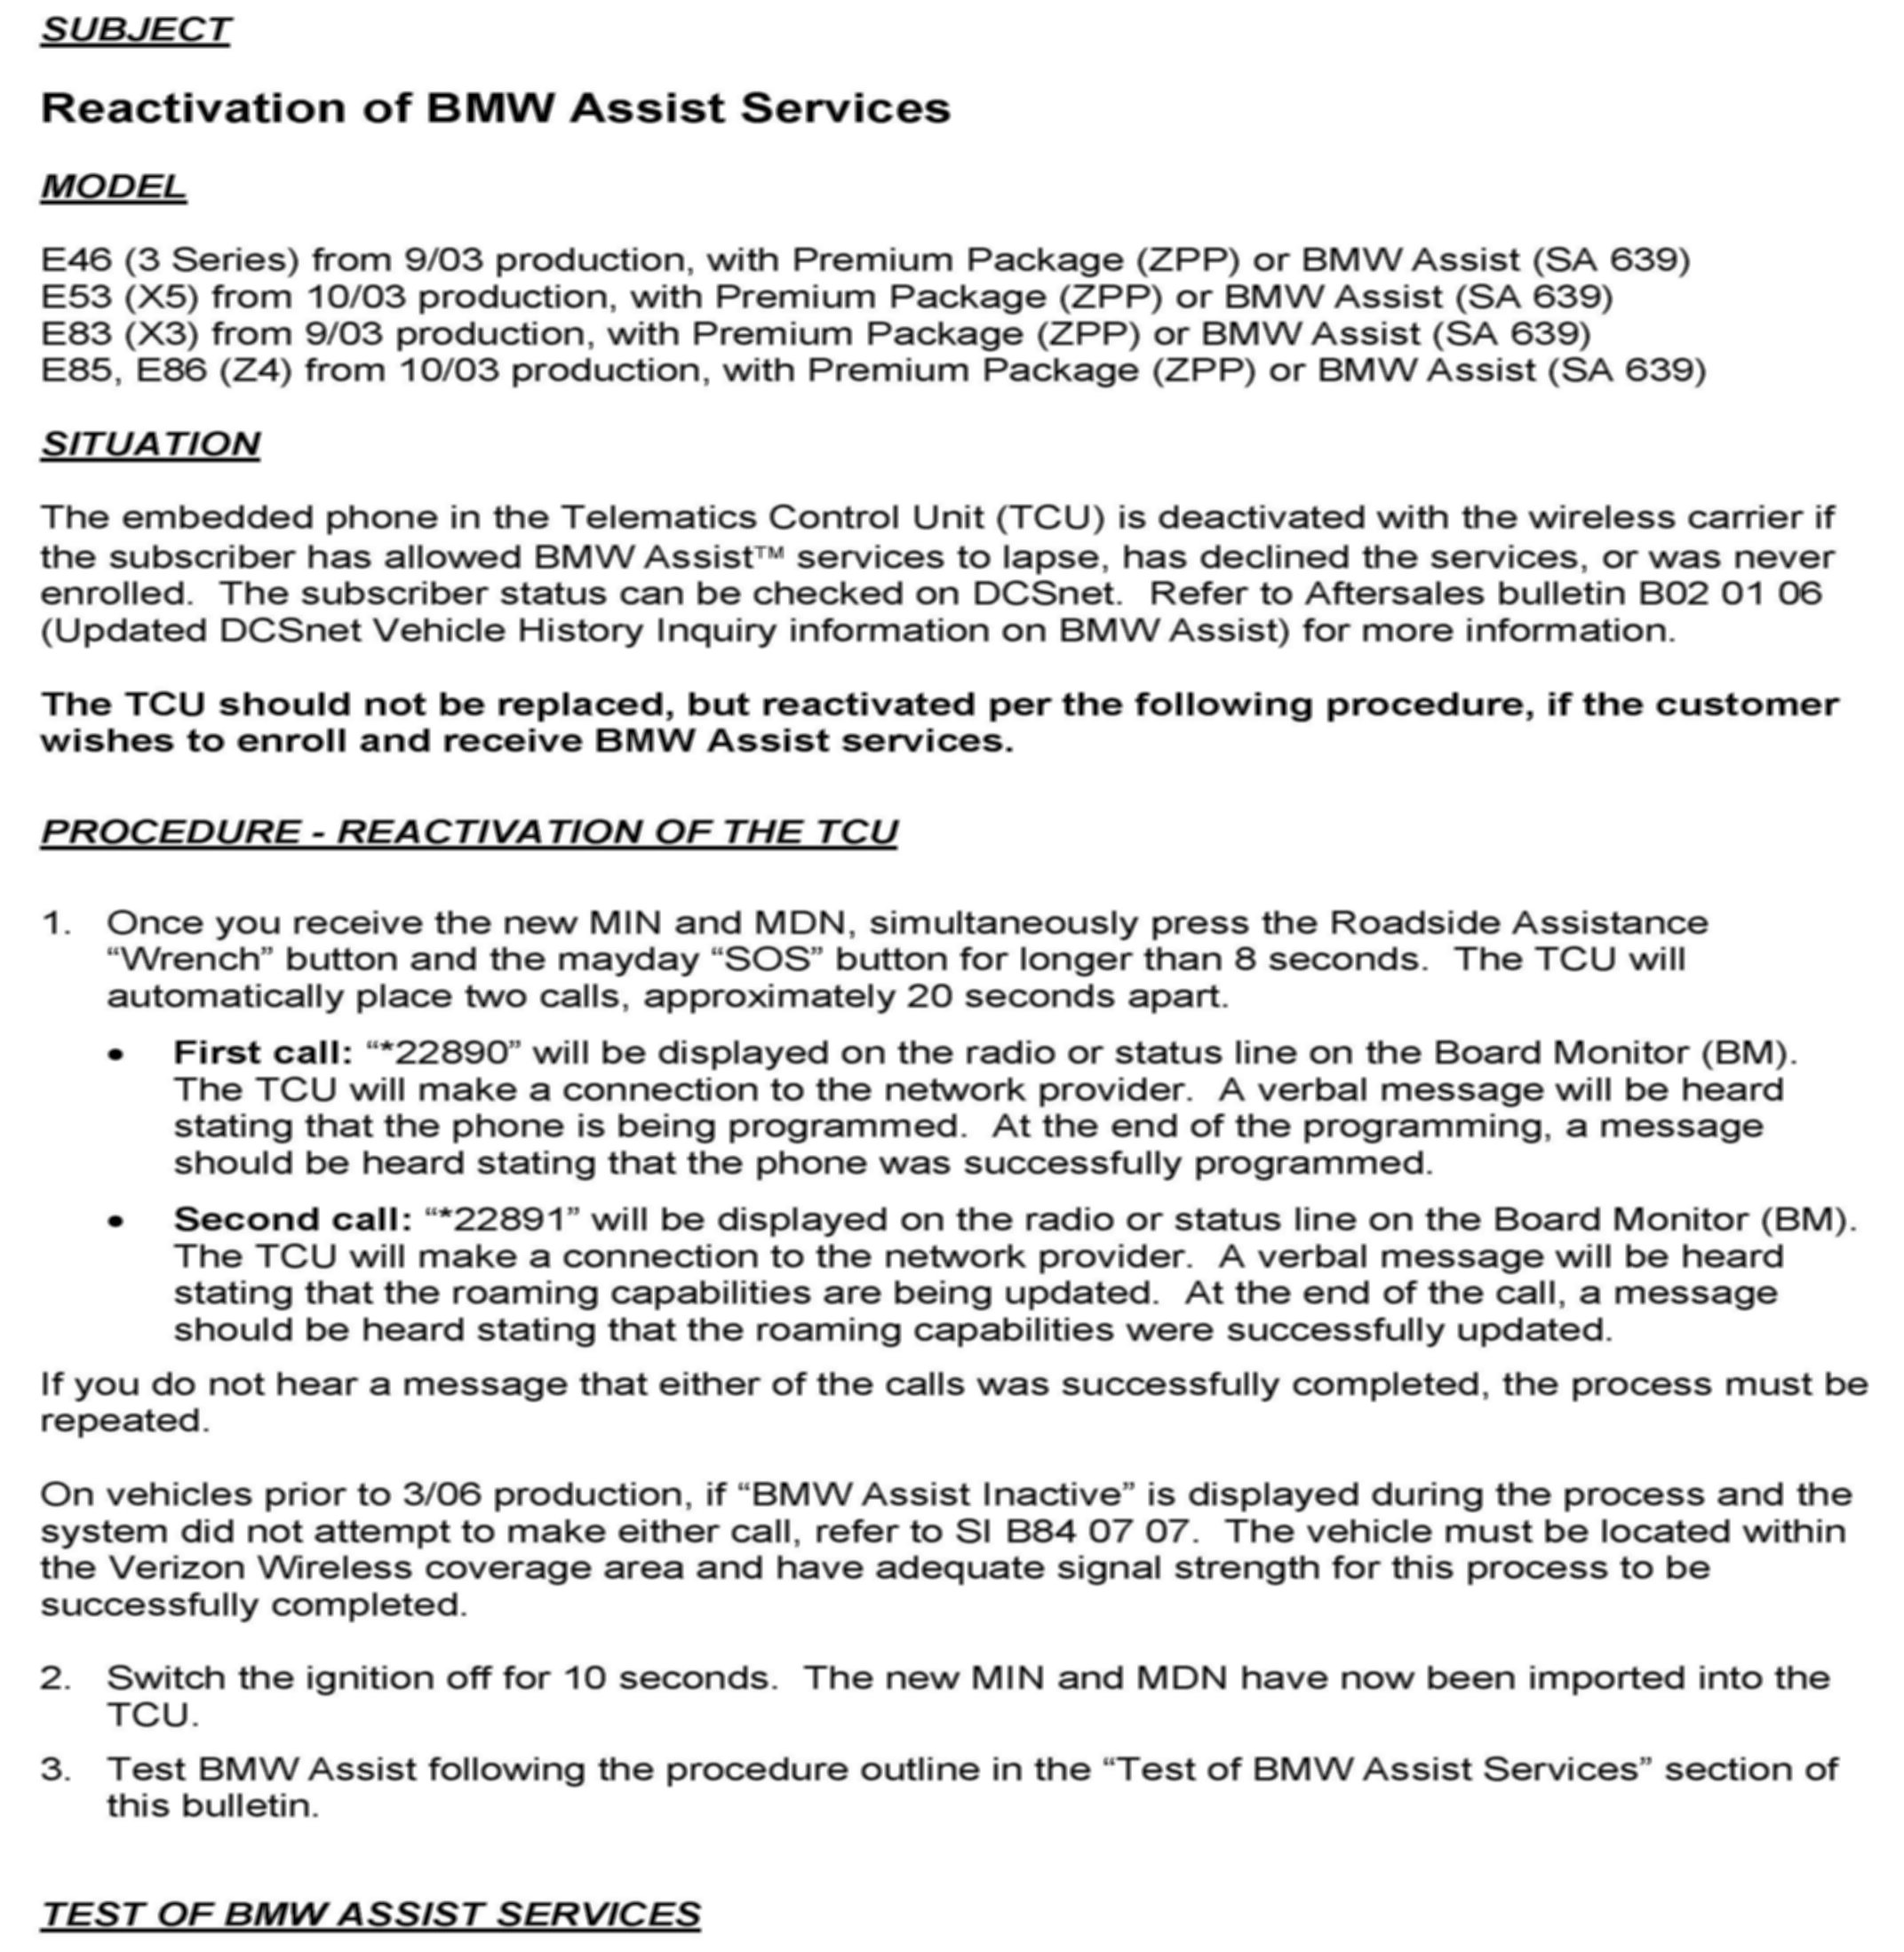 SUBJECT
Reactivation of BMW Assist Services
MODEL
E46 (3 Series) from 9/03 production, with Premium Package (ZPP) or BMW Assist (SA 639)
E53 (X5) from 10/03 production, with Premium Package (ZPP) or BMW Assist (SA 639)
E83 (X3) from 9/03 production, with Premium Package (ZPP) or BMW Assist (SA 639)
E85, E86 (Z4) from 10/03 production, with Premium Package (ZPP) or BMW Assist (SA 639)
SITUATION
The embedded phone in the Telematics Control Unit (TCU) is deactivated with the wireless carrier if
the subscriber has allowed BMW Assist™ services to lapse, has declined the services, or was never
enrolled.  The subscriber status can be checked on DCSnet.  Refer to Aftersales bulletin B02 01 06
(Updated DCSnet Vehicle History Inquiry information on BMW Assist) for more information.
The TCU should not be replaced, but reactivated per the following procedure, if the customer
wishes to enroll and receive BMW Assist services.
PROCEDURE - REACTIVATION OF THE TCU
1. Once you receive the new MIN and MDN, simultaneously press the Roadside Assistance
“Wrench” button and the mayday “SOS” button for longer than 8 seconds.  The TCU will
automatically place two calls, approximately 20 seconds apart.
• First call: “*22890” will be displayed on the radio or status line on the Board Monitor (BM).
The TCU will make a connection to the network provider.  A verbal message will be heard
stating that the phone is being programmed.  At the end of the programming, a message
should be heard stating that the phone was successfully programmed.
• Second call: “*22891” will be displayed on the radio or status line on the Board Monitor (BM).
The TCU will make a connection to the network provider.  A verbal message will be heard
stating that the roaming capabilities are being updated.  At the end of the call, a message
should be heard stating that the roaming capabilities were successfully updated.
If you do not hear a message that either of the calls was successfully completed, the process must be
repeated.
On vehicles prior to 3/06 production, if “BMW Assist Inactive” is displayed during the process and the
system did not attempt to make either call, refer to SI B84 07 07.  The vehicle must be located within
the Verizon Wireless coverage area and have adequate signal strength for this process to be
successfully completed.
2. Switch the ignition off for 10 seconds.  The new MIN and MDN have now been imported into the
TCU.
3. Test BMW Assist following the procedure outline in the “Test of BMW Assist Services” section of
this bulletin.
TEST OF BMW ASSIST SERVICES